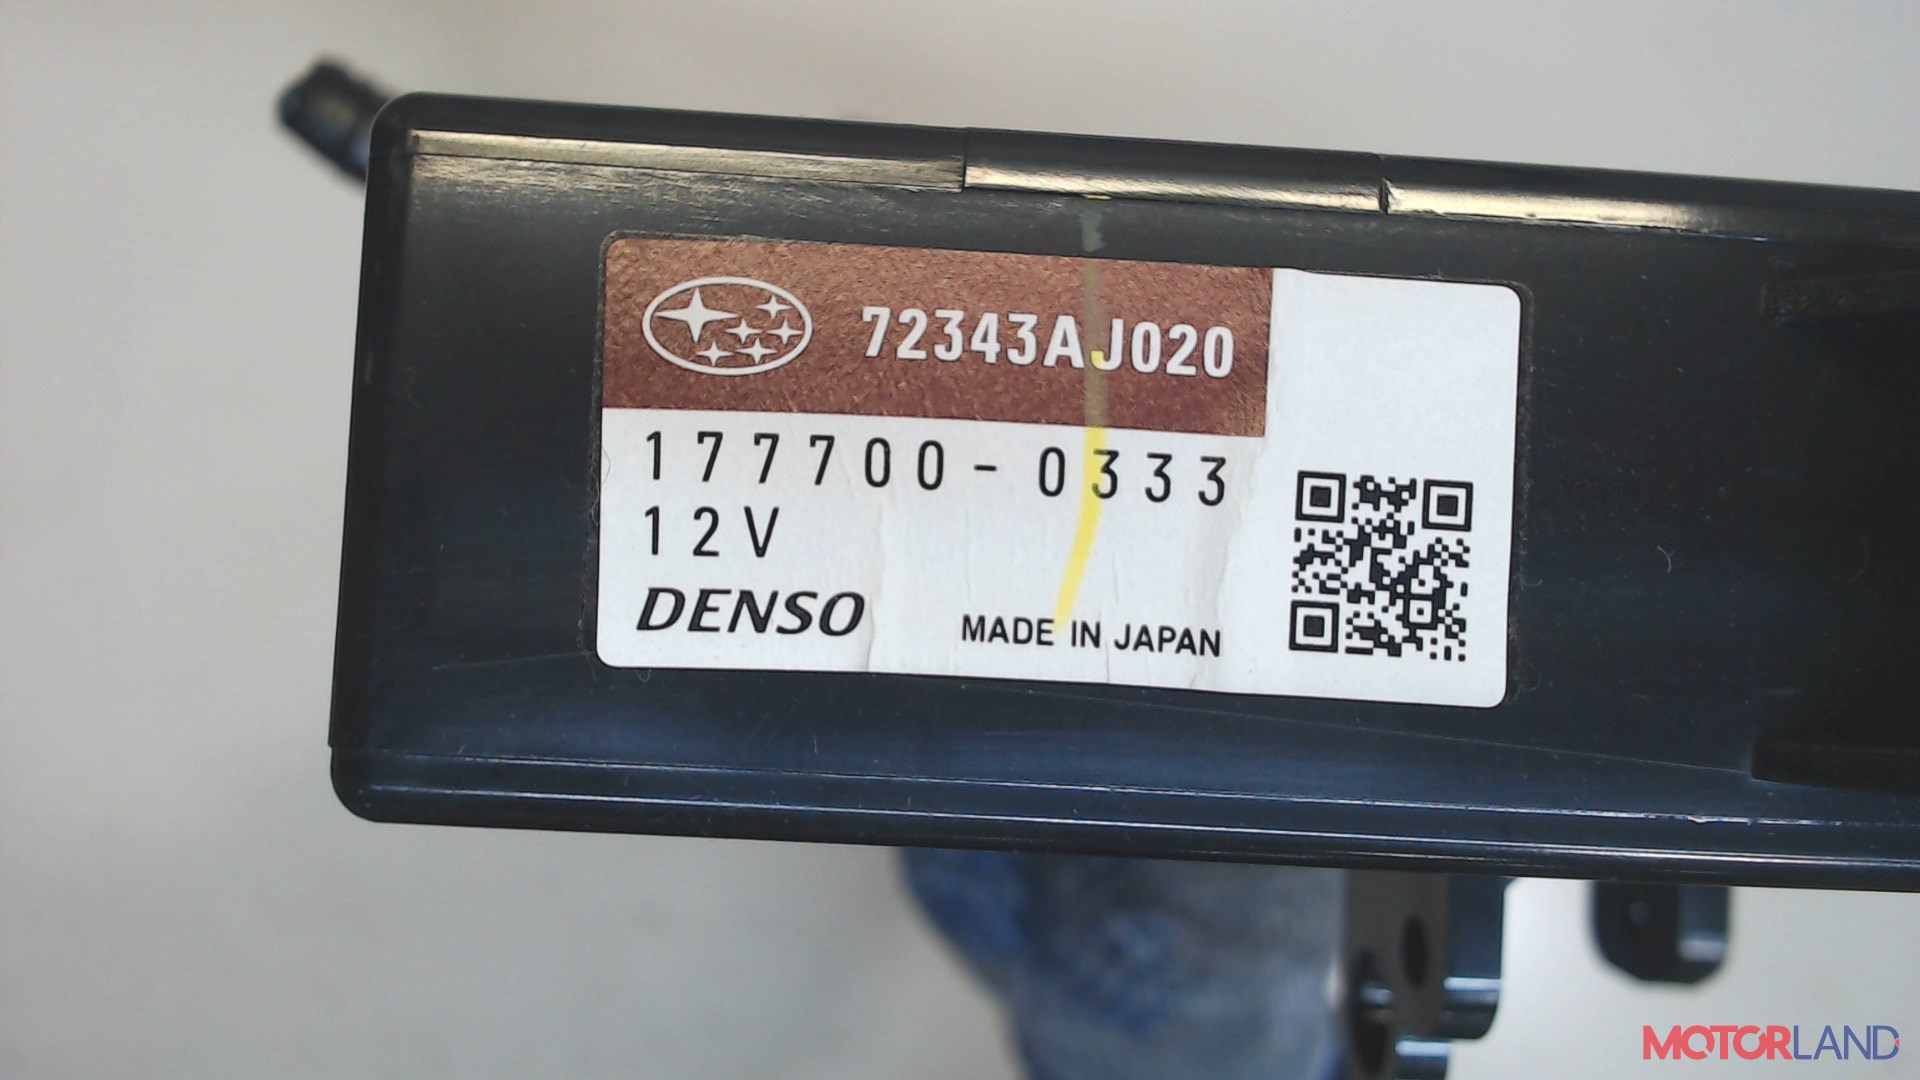 72343AJ020
177700-0333
12V
DENSO
MADE IN JAPAN
MOTORLAND